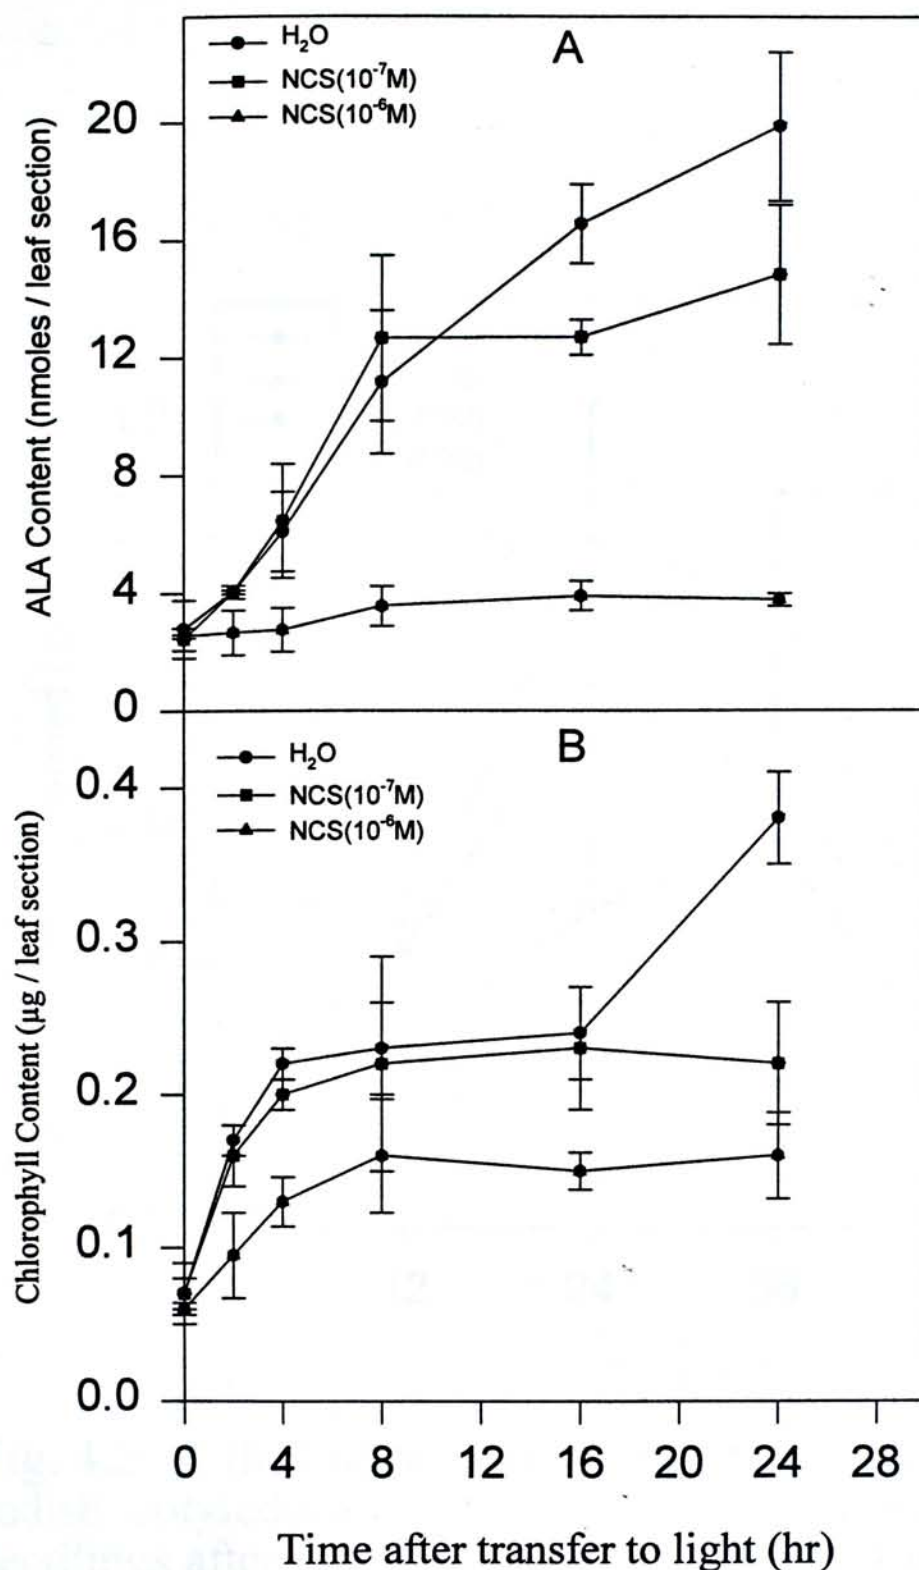 A
H₂O
NCS(10⁻⁷M)
NCS(10⁻⁶M)
ALA Content (nmoles / leaf section)
20
16
12
8
4
0
B
H₂O
NCS(10⁻⁷M)
NCS(10⁻⁶M)
Chlorophyll Content (µg / leaf section)
0.4
0.3
0.2
0.1
0.0
0 4 8 12 16 20 24 28
Time after transfer to light (hr)